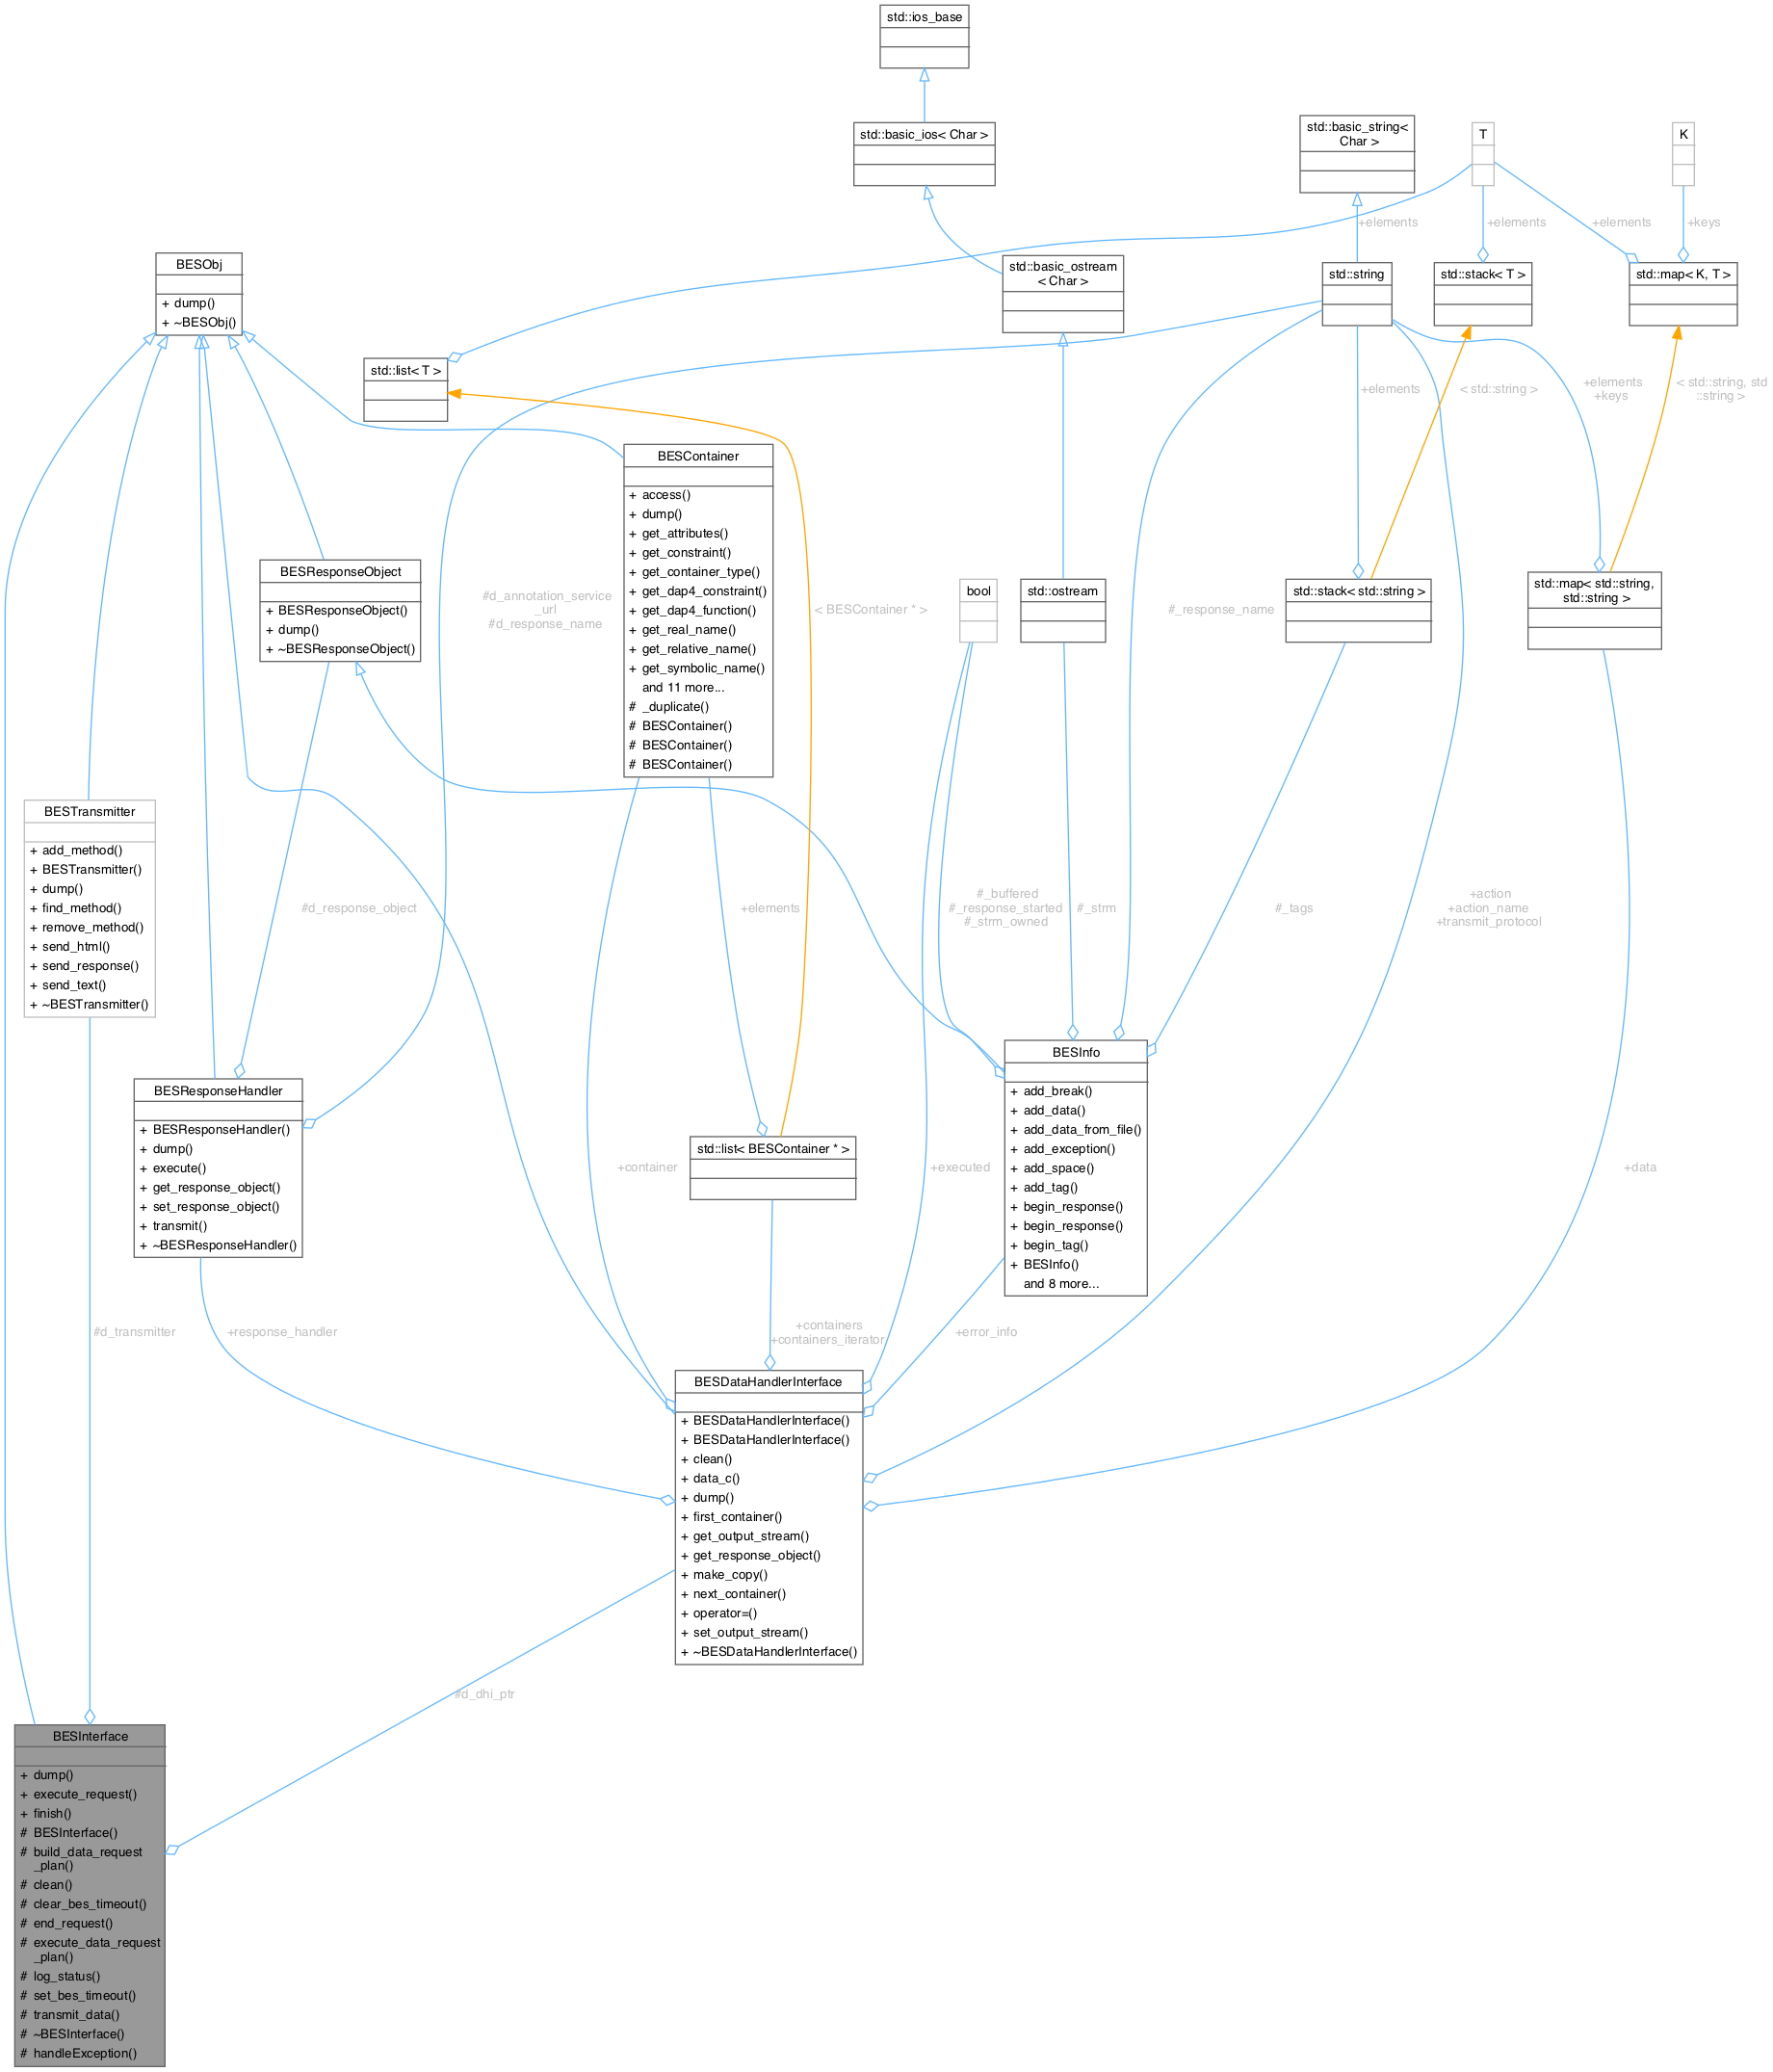 std::ios_base
std::basic_ios< Char >
std::basic_string<
Char >
T
K
+elements
+elements
+elements
+keys
BESObj
+ dump()
+ ~BESObj()
std::basic_ostream
< Char >
std::string
std::stack< T >
std::map< K, T >
std::list< T >
+elements
< std::string >
+elements
+keys
< std::string, std
::string >
BESContainer
+ access()
+ dump()
+ get_attributes()
+ get_constraint()
+ get_container_type()
+ get_dap4_constraint()
+ get_dap4_function()
+ get_real_name()
+ get_relative_name()
+ get_symbolic_name()
and 11 more...
# _duplicate()
# BESContainer()
# BESContainer()
# BESContainer()
BESResponseObject
+ BESResponseObject()
+ dump()
+ ~BESResponseObject()
#d_annotation_service
_url
#d_response_name
< BESContainer * >
bool
std::ostream
#_response_name
std::stack< std::string >
std::map< std::string,
std::string >
BESTransmitter
+ add_method()
+ BESTransmitter()
+ dump()
+ find_method()
+ remove_method()
+ send_html()
+ send_response()
+ send_text()
+ ~BESTransmitter()
#d_response_object
+elements
#_buffered
#_response_started
#_strm_owned
#_strm
#_tags
+action
+action_name
+transmit_protocol
BESResponseHandler
+ BESResponseHandler()
+ dump()
+ execute()
+ get_response_object()
+ set_response_object()
+ transmit()
+ ~BESResponseHandler()
+container
std::list< BESContainer * >
+executed
BESInfo
+ add_break()
+ add_data()
+ add_data_from_file()
+ add_exception()
+ add_space()
+ add_tag()
+ begin_response()
+ begin_response()
+ begin_tag()
+ BESInfo()
and 8 more...
+data
#d_transmitter
+response_handler
+containers
+containers_iterator
+error_info
BESDataHandlerInterface
+ BESDataHandlerInterface()
+ BESDataHandlerInterface()
+ clean()
+ data_c()
+ dump()
+ first_container()
+ get_output_stream()
+ get_response_object()
+ make_copy()
+ next_container()
+ operator=()
+ set_output_stream()
+ ~BESDataHandlerInterface()
#d_dhi_ptr
BESInterface
+ dump()
+ execute_request()
+ finish()
# BESInterface()
# build_data_request
_plan()
# clean()
# clear_bes_timeout()
# end_request()
# execute_data_request
_plan()
# log_status()
# set_bes_timeout()
# transmit_data()
# ~BESInterface()
# handleException()